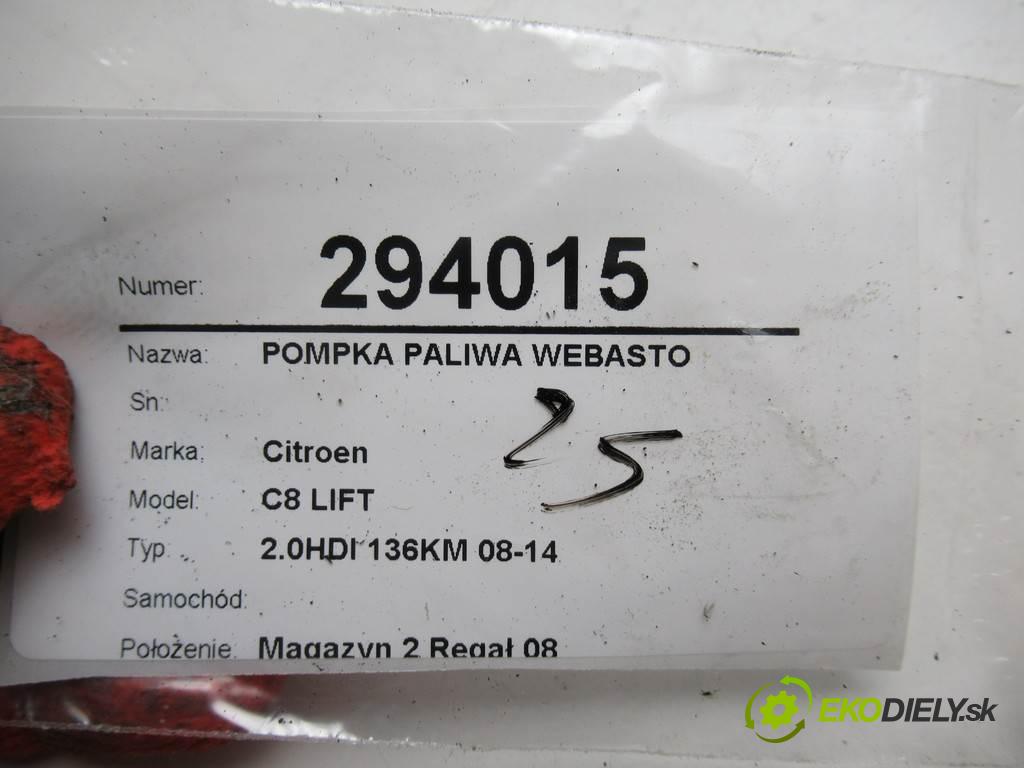 Numer: 294015
Nazwa: POMPKA PALIWA WEBASTO
Sh:
Marka: Citroen
Model: C8 LIFT
Typ: 2.0HDI 136KM 08-14
Samochód:
Położenie: Magazyn 2 Regał 08
25
EKODIELY.sk